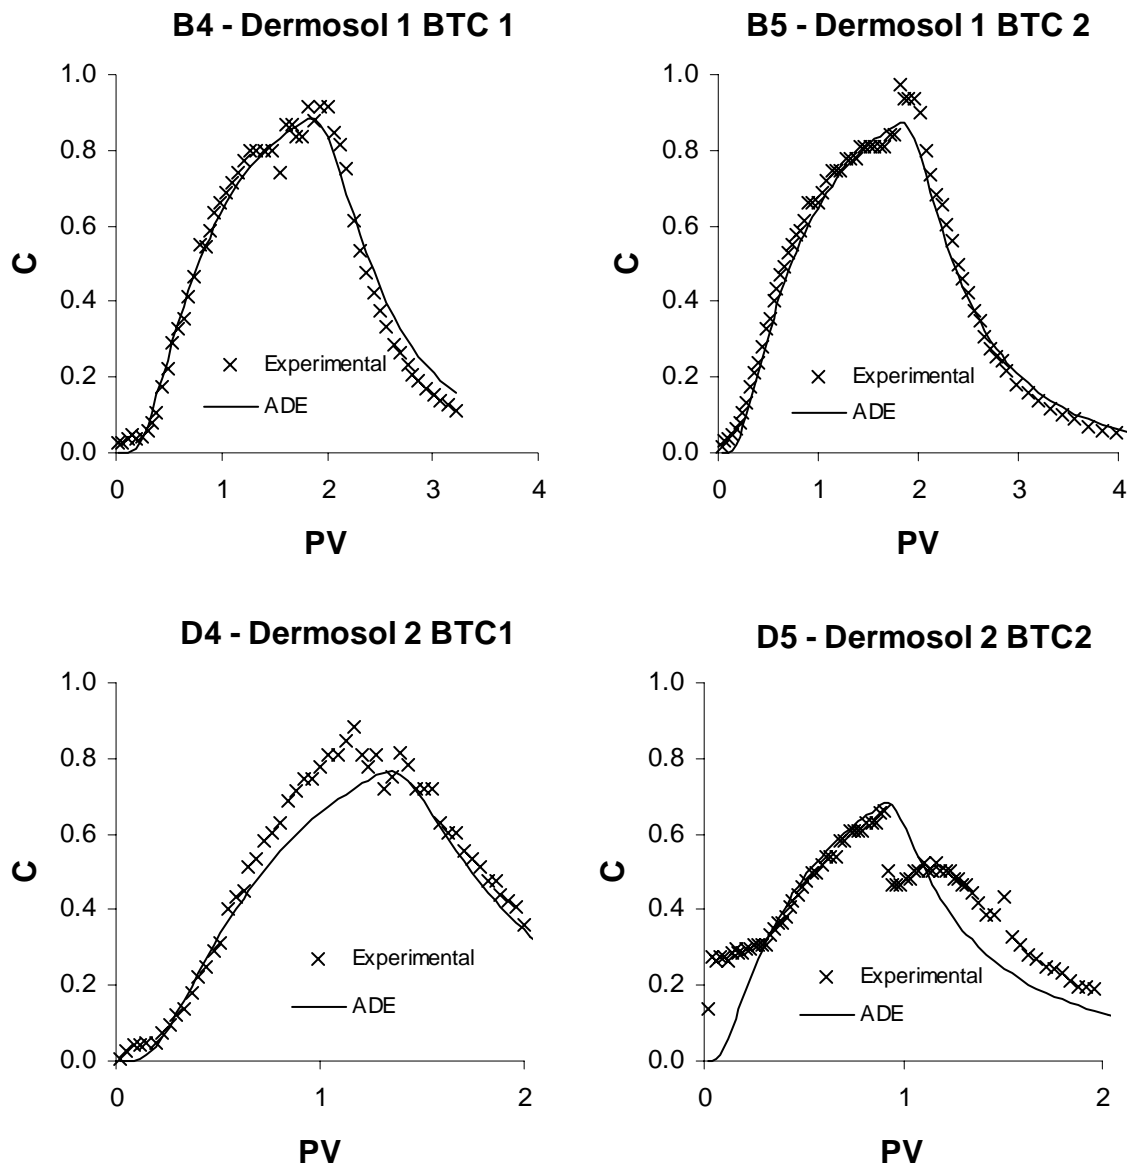 B4 - Dermosol 1 BTC 1
1.0
0.8
0.6
C
0.4
0.2
0.0
Experimental
ADE
0 1 2 3 4
PV
B5 - Dermosol 1 BTC 2
1.0
0.8
0.6
C
0.4
0.2
0.0
Experimental
ADE
0 1 2 3 4
PV
D4 - Dermosol 2 BTC1
1.0
0.8
0.6
C
0.4
0.2
0.0
Experimental
ADE
0 1 2
PV
D5 - Dermosol 2 BTC2
1.0
0.8
0.6
C
0.4
0.2
0.0
Experimental
ADE
0 1 2
PV